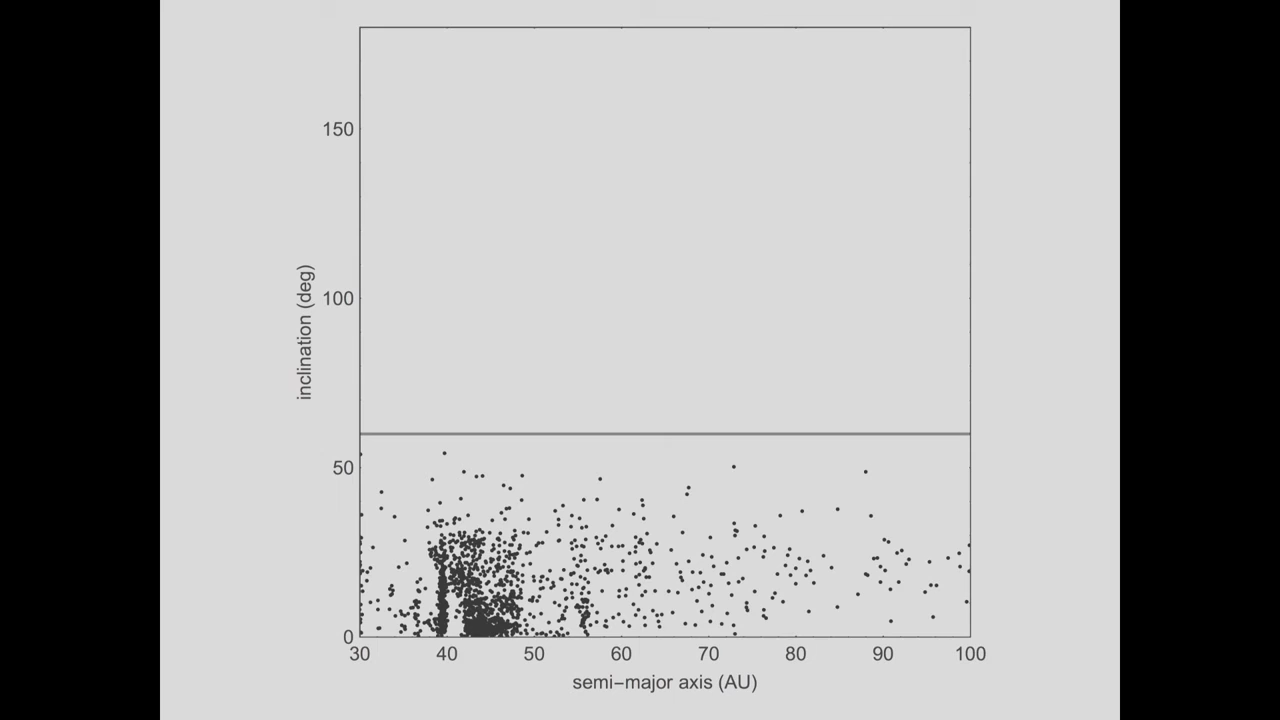 150
100
50
0
inclination (deg)
30 40 50 60 70 80 90 100
semi−major axis (AU)